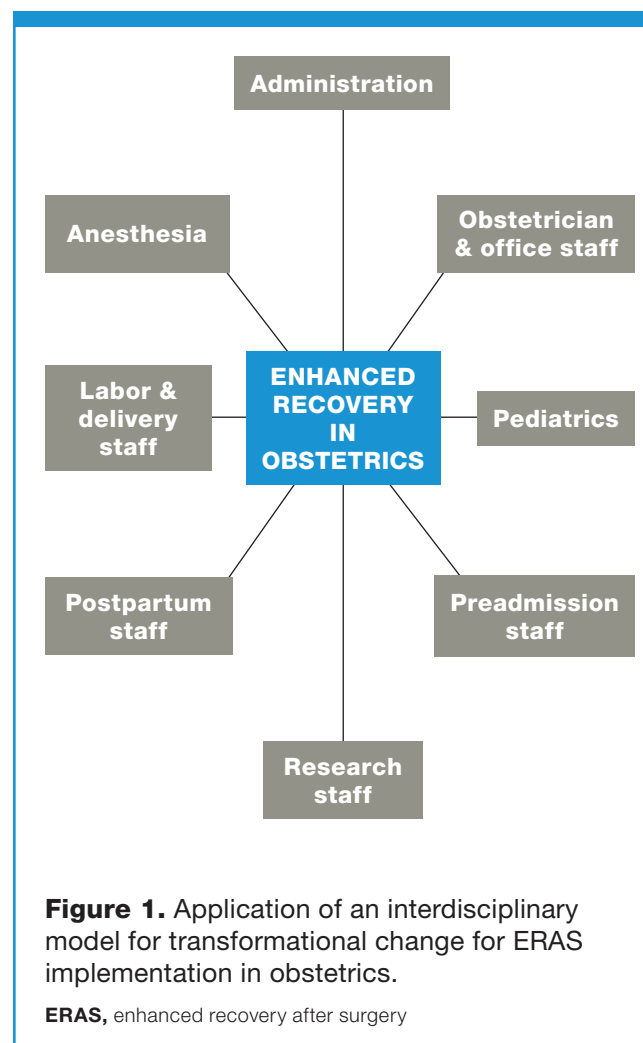 Administration
Anesthesia
Obstetrician
& office staff
ENHANCED
RECOVERY
IN
OBSTETRICS
Labor &
delivery
staff
Pediatrics
Postpartum
staff
Preadmission
staff
Research
staff
Figure 1. Application of an interdisciplinary
model for transformational change for ERAS
implementation in obstetrics.
ERAS, enhanced recovery after surgery